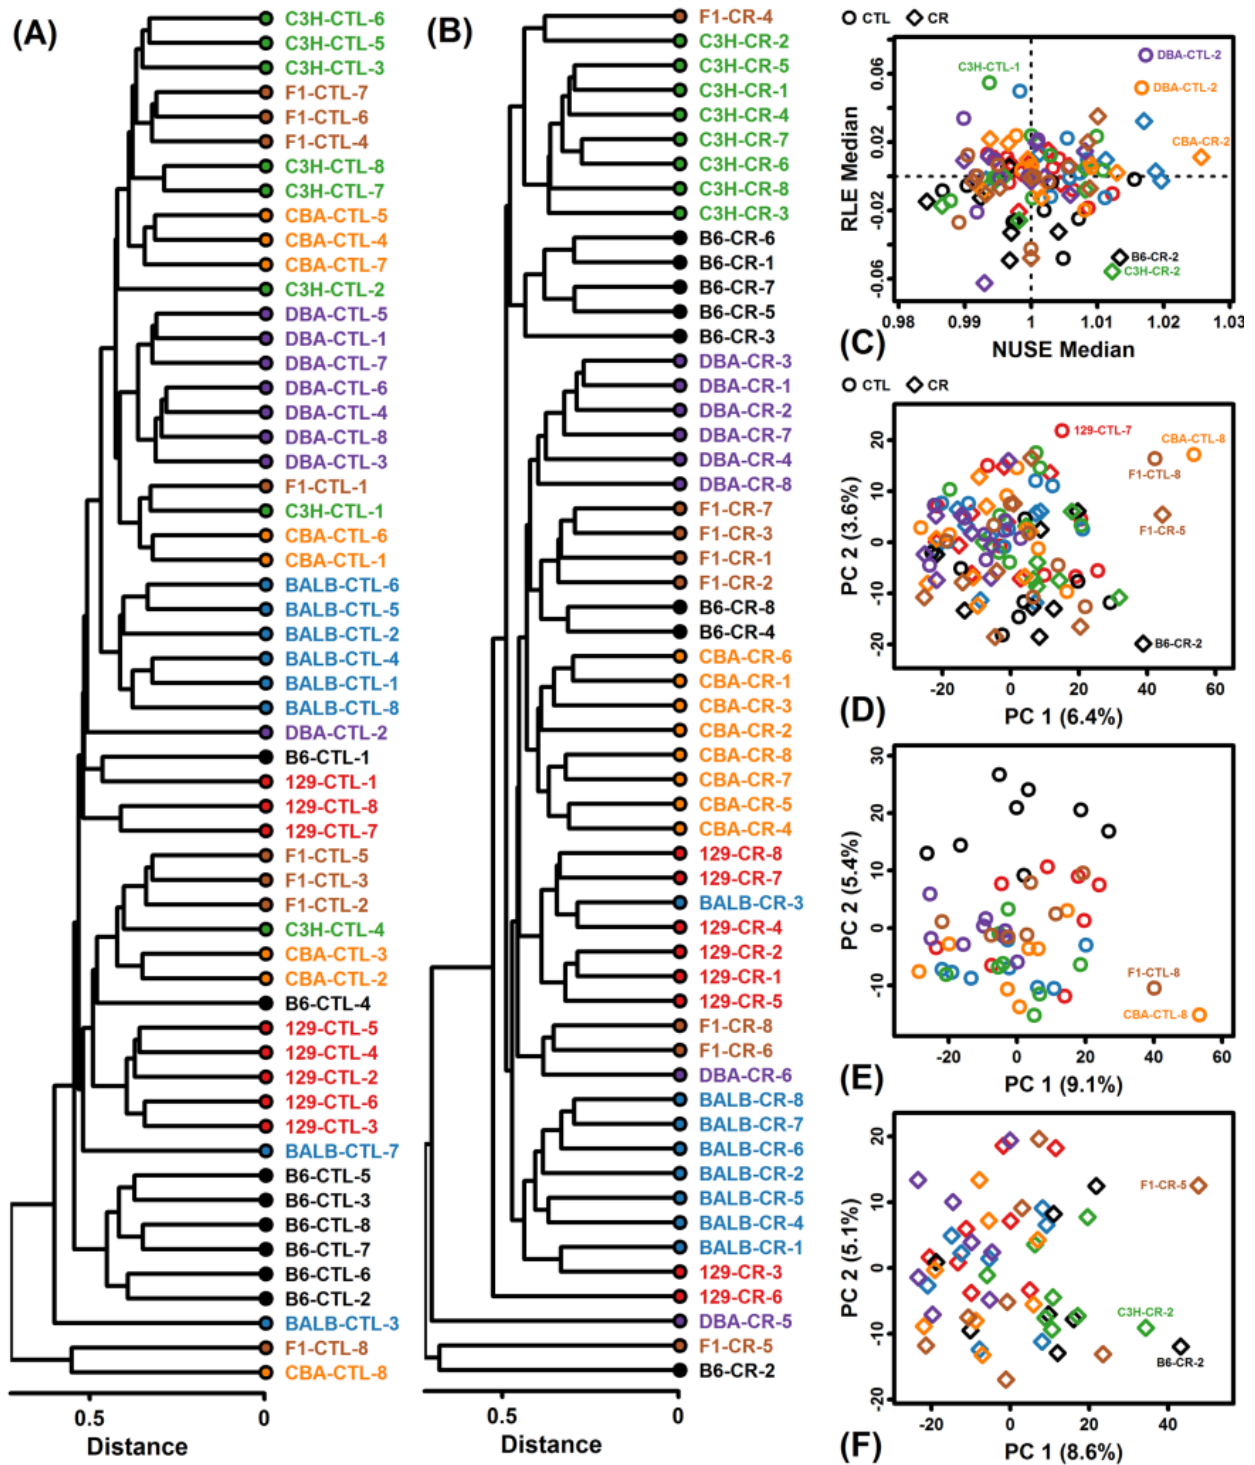 (A)
C3H-CTL-6
C3H-CTL-5
C3H-CTL-3
F1-CTL-7
F1-CTL-6
F1-CTL-4
C3H-CTL-8
C3H-CTL-7
CBA-CTL-5
CBA-CTL-4
CBA-CTL-7
C3H-CTL-2
DBA-CTL-5
DBA-CTL-1
DBA-CTL-7
DBA-CTL-6
DBA-CTL-4
DBA-CTL-8
DBA-CTL-3
F1-CTL-1
C3H-CTL-1
CBA-CTL-6
CBA-CTL-1
BALB-CTL-6
BALB-CTL-5
BALB-CTL-2
BALB-CTL-4
BALB-CTL-1
BALB-CTL-8
DBA-CTL-2
B6-CTL-1
129-CTL-1
129-CTL-8
129-CTL-7
F1-CTL-5
F1-CTL-3
F1-CTL-2
C3H-CTL-4
CBA-CTL-3
CBA-CTL-2
B6-CTL-4
129-CTL-5
129-CTL-4
129-CTL-2
129-CTL-6
129-CTL-3
BALB-CTL-7
B6-CTL-5
B6-CTL-3
B6-CTL-8
B6-CTL-7
B6-CTL-6
B6-CTL-2
BALB-CTL-3
F1-CTL-8
CBA-CTL-8
0.5 0
Distance
(B)
F1-CR-4
C3H-CR-2
C3H-CR-5
C3H-CR-1
C3H-CR-4
C3H-CR-7
C3H-CR-6
C3H-CR-8
C3H-CR-3
B6-CR-6
B6-CR-1
B6-CR-7
B6-CR-5
B6-CR-3
DBA-CR-3
DBA-CR-1
DBA-CR-2
DBA-CR-7
DBA-CR-4
DBA-CR-8
F1-CR-7
F1-CR-3
F1-CR-1
F1-CR-2
B6-CR-8
B6-CR-4
CBA-CR-6
CBA-CR-1
CBA-CR-3
CBA-CR-2
CBA-CR-8
CBA-CR-7
CBA-CR-5
CBA-CR-4
129-CR-8
129-CR-7
BALB-CR-3
129-CR-4
129-CR-2
129-CR-1
129-CR-5
F1-CR-8
F1-CR-6
DBA-CR-6
BALB-CR-8
BALB-CR-7
BALB-CR-6
BALB-CR-2
BALB-CR-5
BALB-CR-4
BALB-CR-1
129-CR-3
129-CR-6
DBA-CR-5
F1-CR-5
B6-CR-2
0.5 0
Distance
CTL CR
DBA-CTL-2
C3H-CTL-1
DBA-CTL-2
CBA-CR-2
B6-CR-2
C3H-CR-2
RLE Median
0.06
0.02
-0.02
-0.06
0.98 0.99 1 1.01 1.02 1.03
(C)
NUSE Median
CTL CR
129-CTL-7
CBA-CTL-8
F1-CTL-8
F1-CR-5
B6-CR-2
PC 2 (3.6%)
20
10
0
-10
-20
-20 0 20 40 60
(D)
PC 1 (6.4%)
F1-CTL-8
CBA-CTL-8
PC 2 (5.4%)
30
20
10
0
-10
-20 0 20 40 60
(E)
PC 1 (9.1%)
F1-CR-5
C3H-CR-2
B6-CR-2
PC 2 (5.1%)
20
10
0
-10
-20
-20 0 20 40
(F)
PC 1 (8.6%)